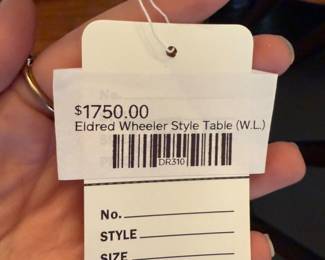 $1750.00
Eldred Wheeler Style Table (W.L.)
DR310
No.
STYLE
SIZE